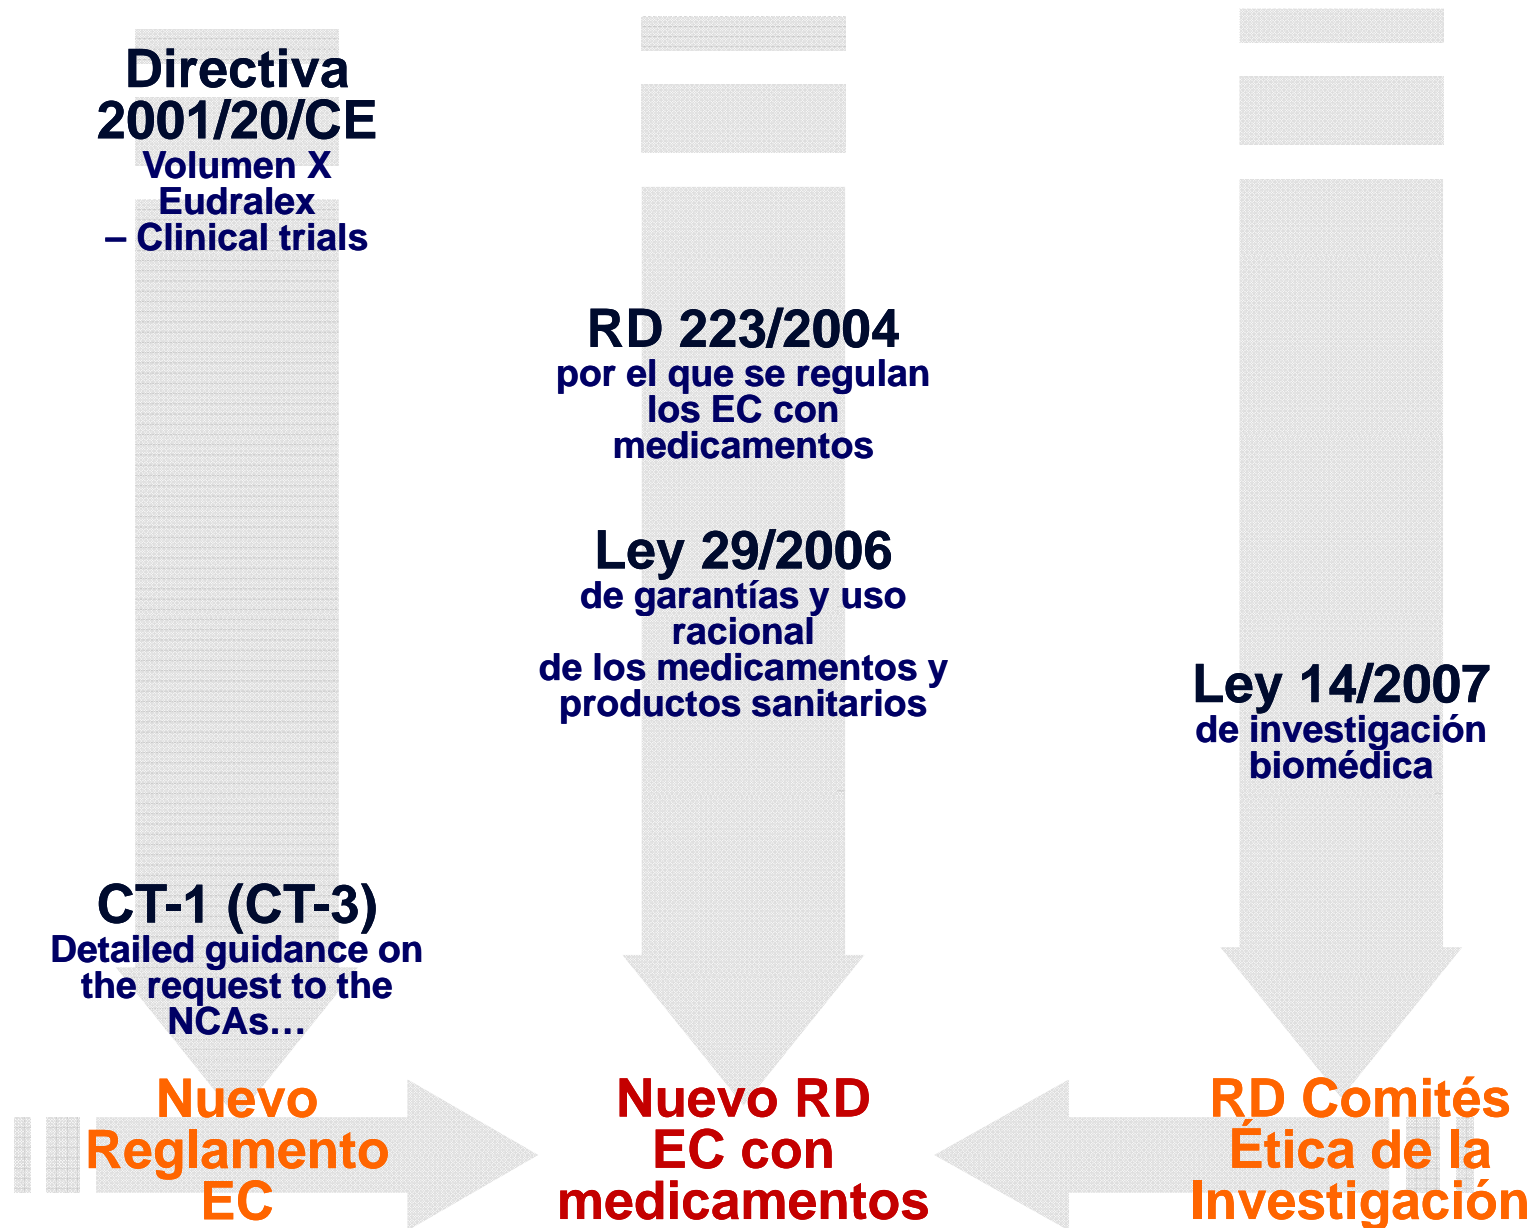 Directiva
2001/20/CE
Volumen X
Eudralex
– Clinical trials
CT-1 (CT-3)
Detailed guidance on
the request to the
NCAs...
Nuevo
Reglamento
EC
RD 223/2004
por el que se regulan
los EC con
medicamentos
Ley 29/2006
de garantías y uso
racional
de los medicamentos y
productos sanitarios
Nuevo RD
EC con
medicamentos
Ley 14/2007
de investigación
biomédica
RD Comités
Ética de la
Investigación